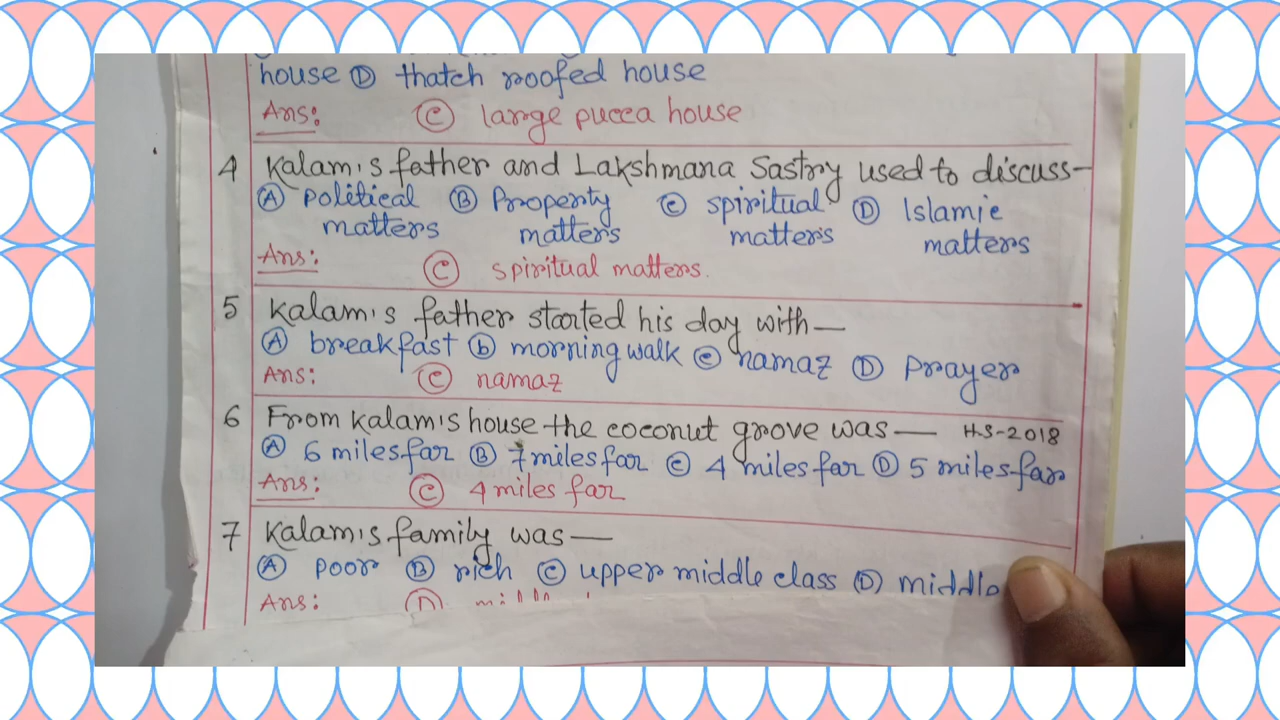 house Ⓓ thatch roofed house
Ans: Ⓒ large pucca house
4 Kalam's father and Lakshmana Sastry used to discuss-
Ⓐ political matters Ⓑ Property matters Ⓒ spiritual matters Ⓓ Islamic matters
Ans: Ⓒ spiritual matters.
5 Kalam's father started his day with—
Ⓐ breakfast ⓑ morning walk Ⓒ namaz Ⓓ Prayer
Ans: Ⓒ namaz
6 From Kalam's house the coconut grove was— H.S-2018
Ⓐ 6 miles far Ⓑ 7 miles far Ⓒ 4 miles far Ⓓ 5 miles far
Ans: Ⓒ 4 miles far
7 Kalam's family was—
Ⓐ poor Ⓑ rich Ⓒ upper middle class Ⓓ middle
Ans: Ⓓ